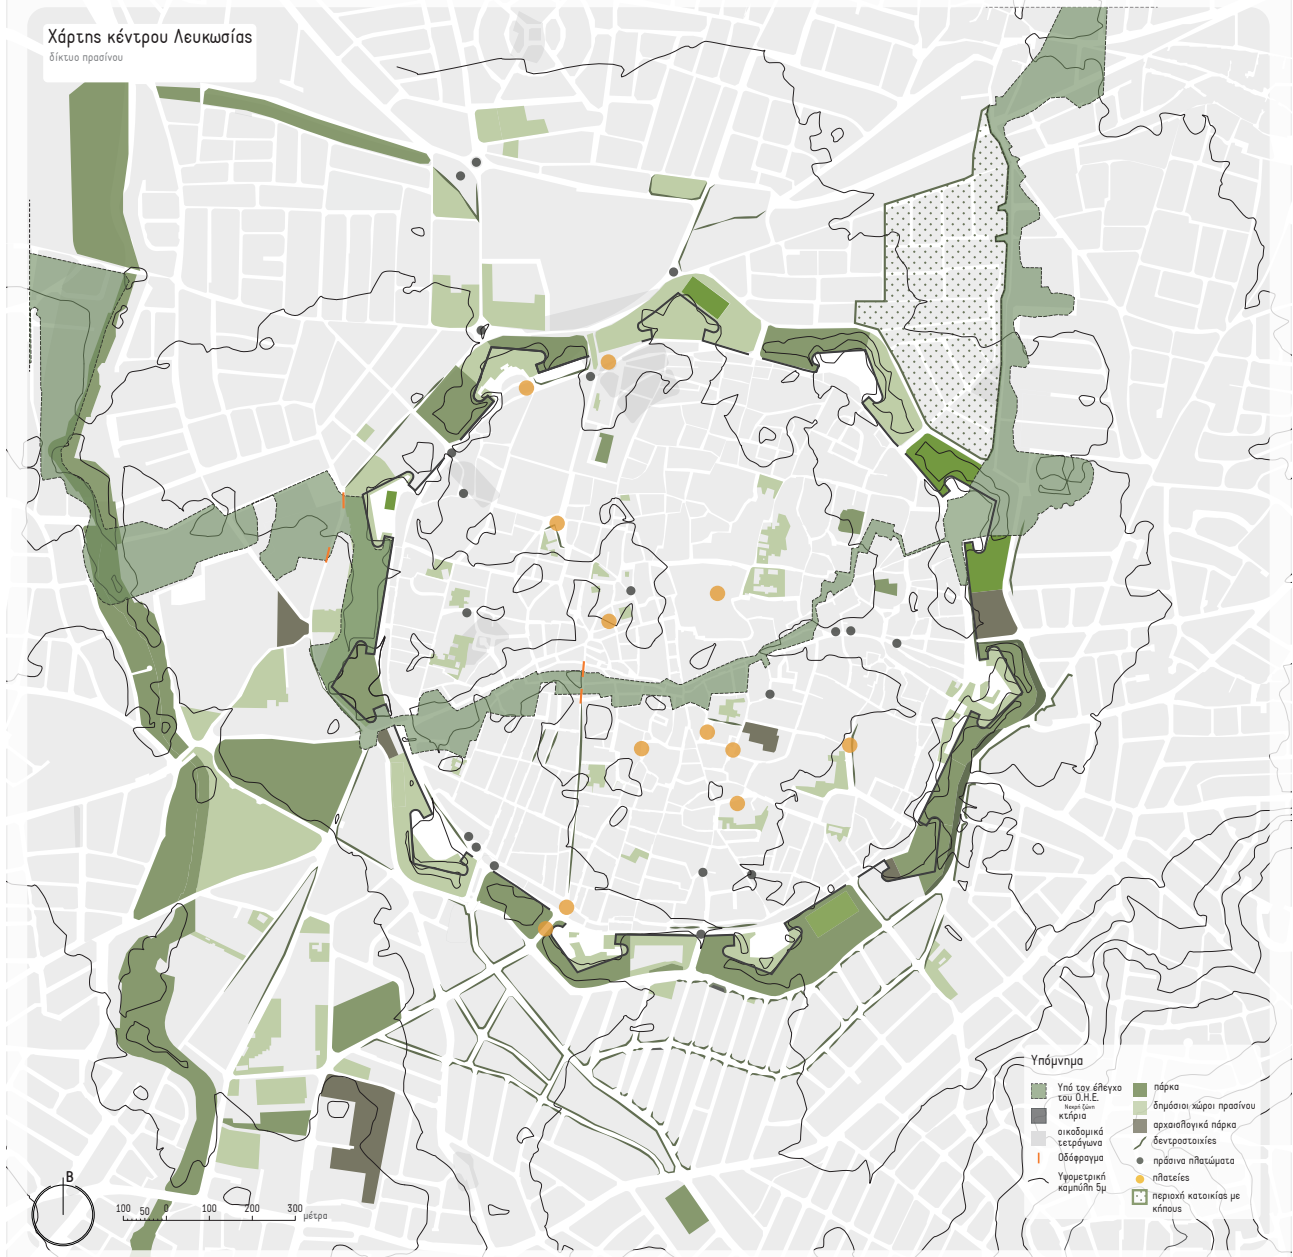 Χάρτης κέντρου Λευκωσίας
δίκτυο πρασίνου
Υπόμνημα
Υπό τον έλεγχο
του Ο.Η.Ε.
Νεκρή ζώνη
κτήρια
οικοδομικά
τετράγωνα
Οδόφραγμα
Υψομετρική
καμπύλη 5μ
πάρκα
δημόσιοι χώροι πρασίνου
αρχαιολογικά πάρκα
δεντροστοιχίες
πράσινα πλατώματα
πλατείες
περιοχή κατοικίας με
κήπους
Β
100 50 0 100 200 300
μέτρα